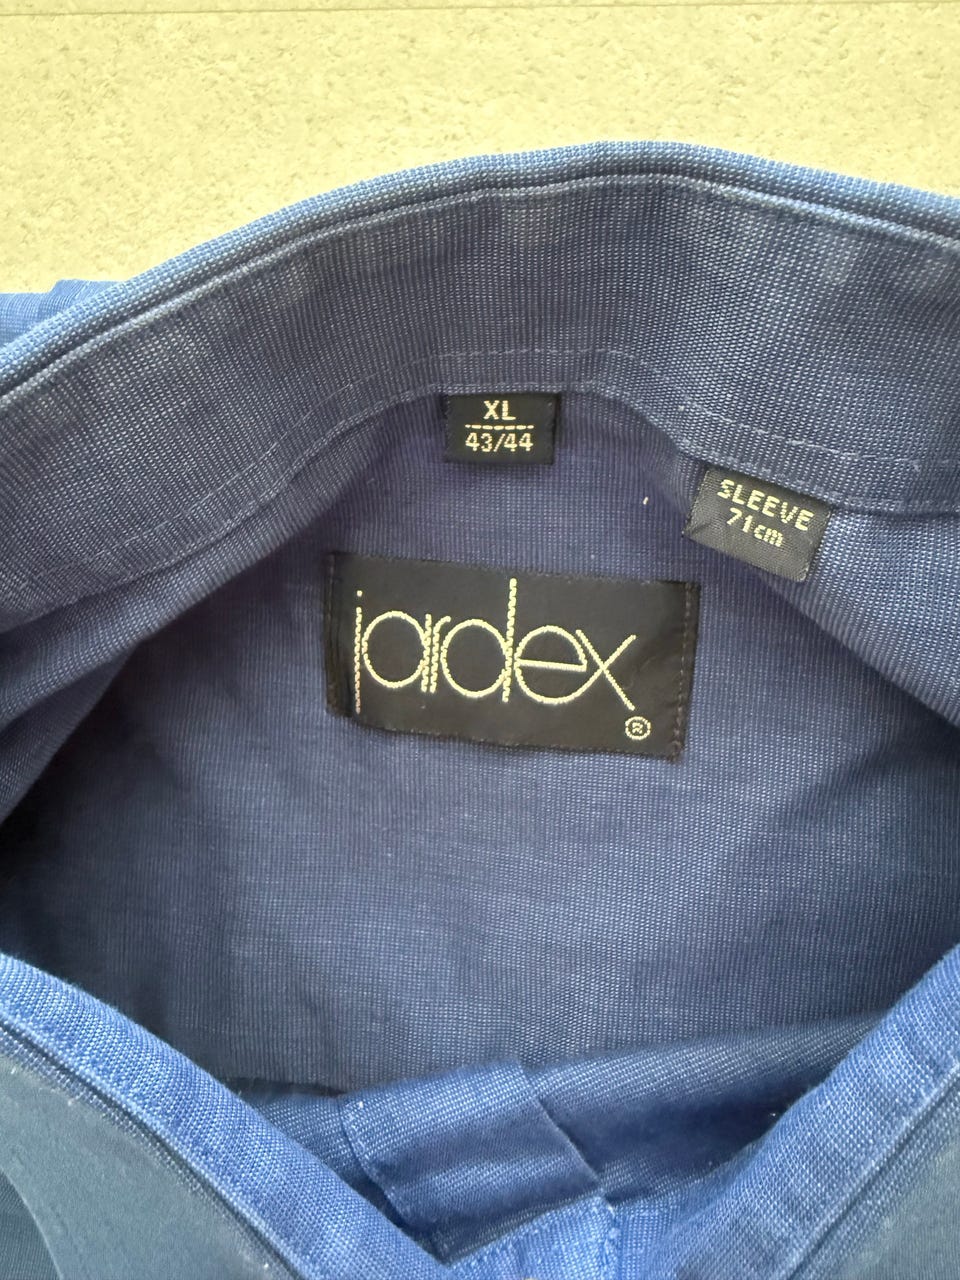 XL
43/44
SLEEVE
71cm
jardex
®